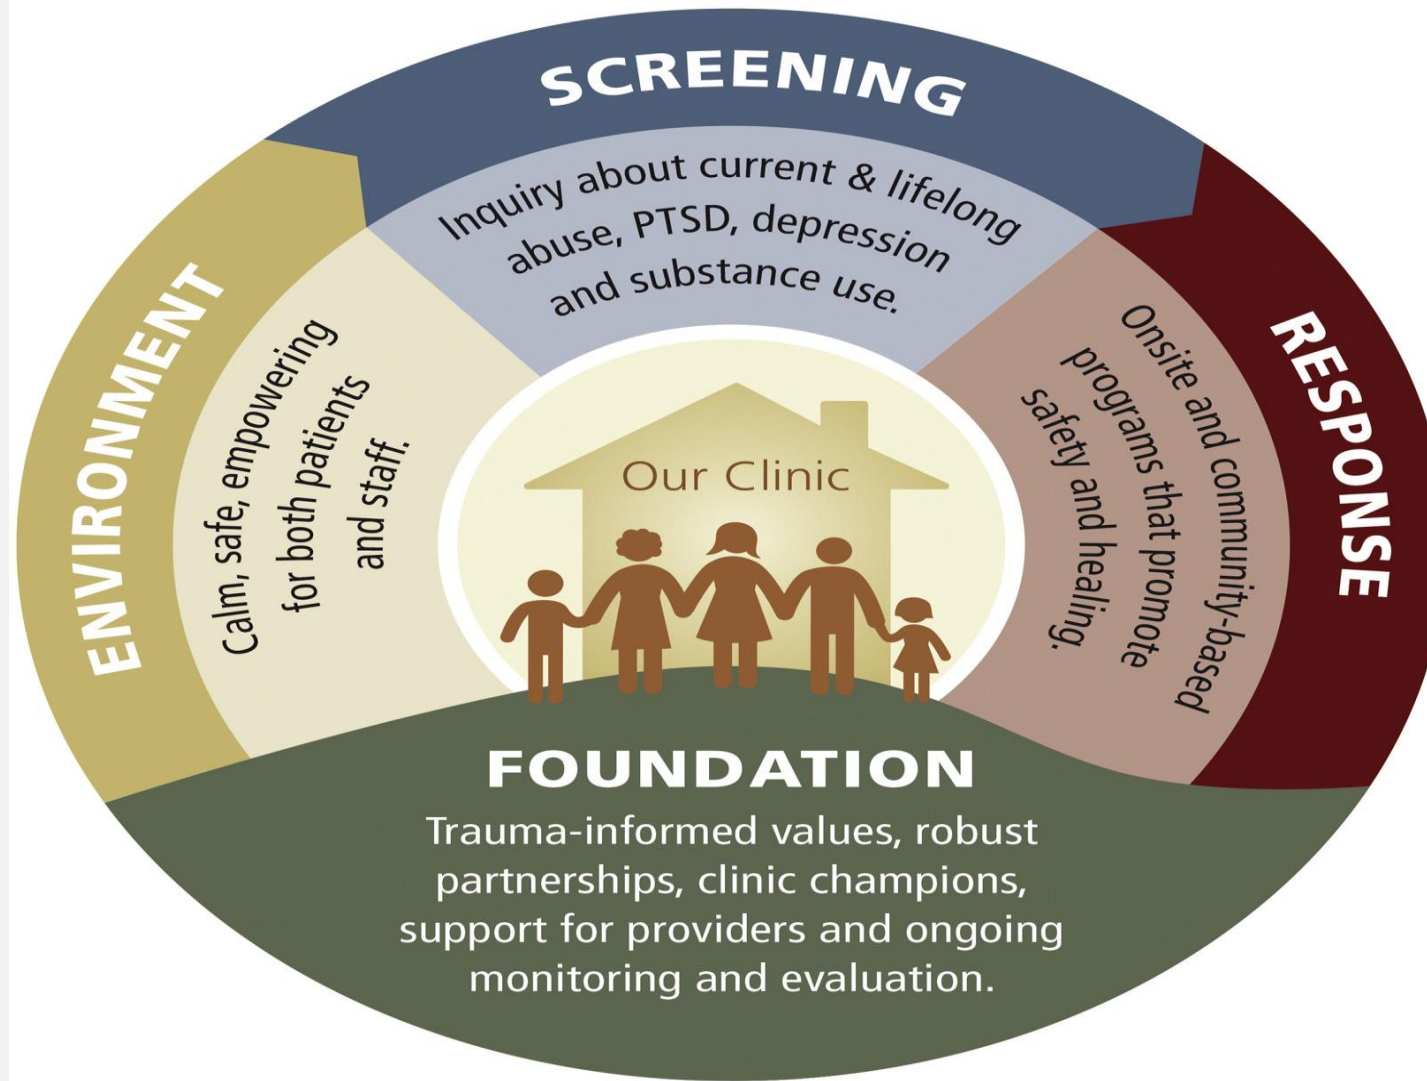 SCREENING
Inquiry about current & lifelong
abuse, PTSD, depression
and substance use.
ENVIRONMENT
Calm, safe, empowering
for both patients
and staff.
RESPONSE
Onsite and community-based
programs that promote
safety and healing.
Our Clinic
FOUNDATION
Trauma-informed values, robust
partnerships, clinic champions,
support for providers and ongoing
monitoring and evaluation.